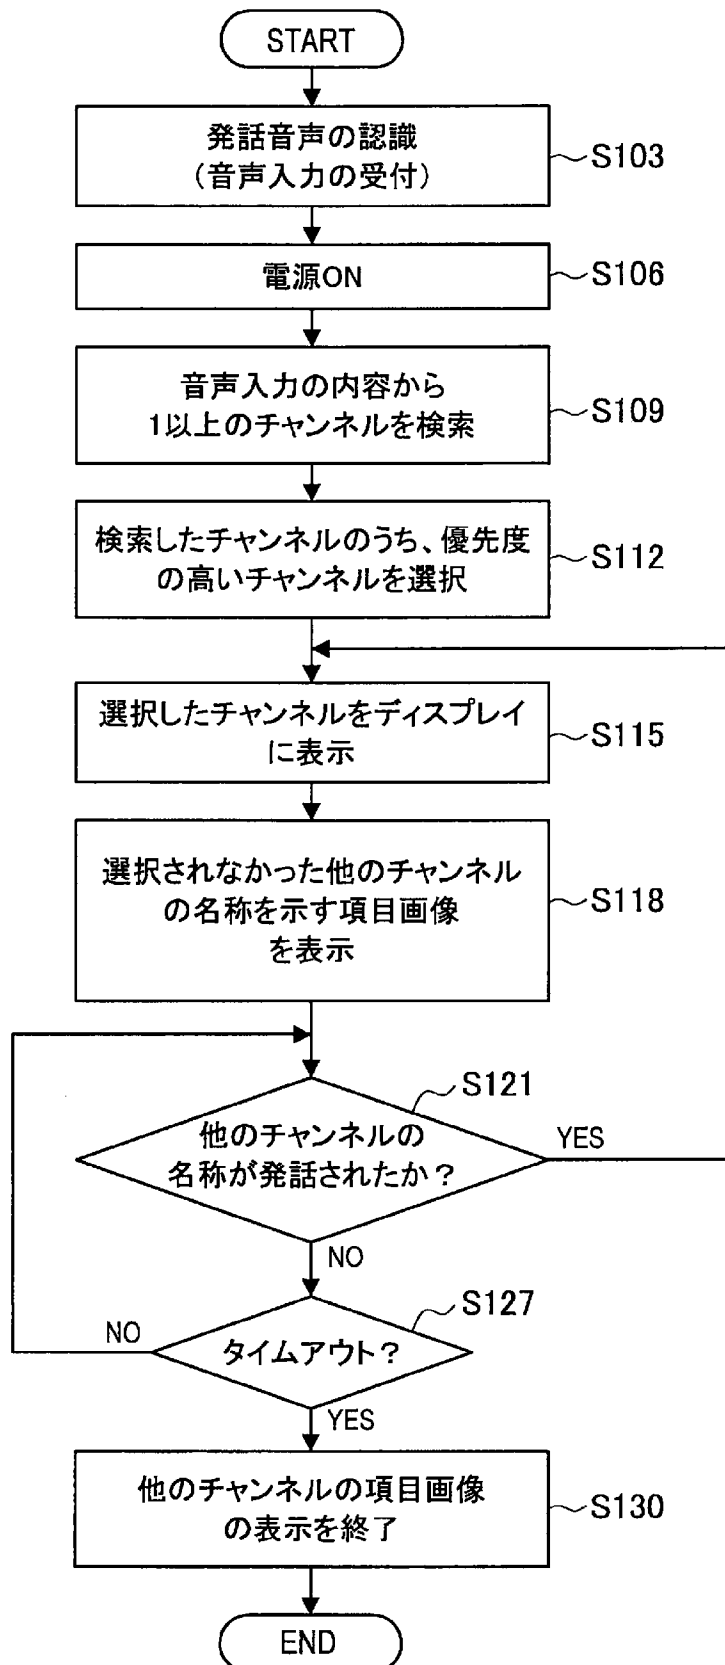 START
発話音声の認識
（音声入力の受付）
S103
電源ON
S106
音声入力の内容から
1以上のチャンネルを検索
S109
検索したチャンネルのうち、優先度
の高いチャンネルを選択
S112
選択したチャンネルをディスプレイ
に表示
S115
選択されなかった他のチャンネル
の名称を示す項目画像
を表示
S118
S121
他のチャンネルの
名称が発話されたか？
YES
NO
S127
タイムアウト？
NO
YES
他のチャンネルの項目画像
の表示を終了
S130
END